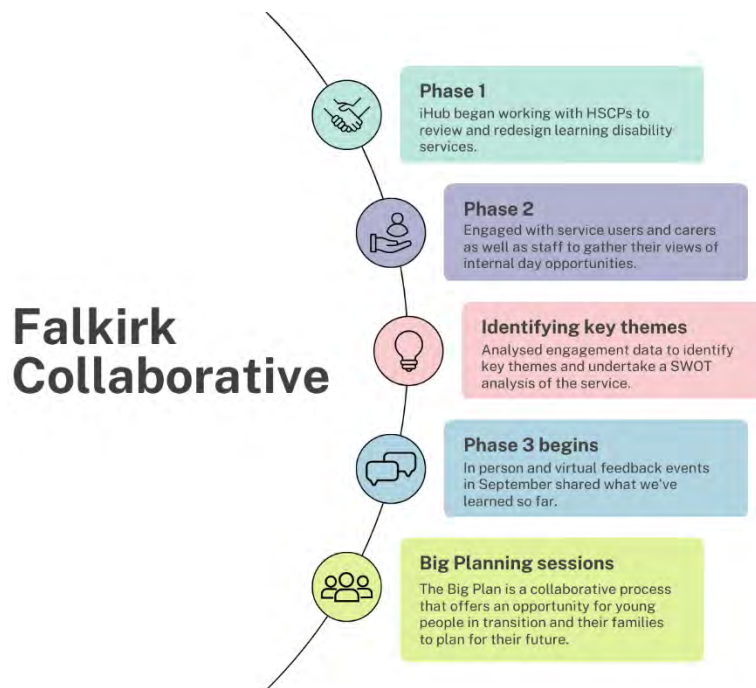 Falkirk
Collaborative
Phase 1
iHub began working with HSCPs to
review and redesign learning disability
services.
Phase 2
Engaged with service users and carers
as well as staff to gather their views of
internal day opportunities.
Identifying key themes
Analysed engagement data to identify
key themes and undertake a SWOT
analysis of the service.
Phase 3 begins
In person and virtual feedback events
in September shared what we've
learned so far.
Big Planning sessions
The Big Plan is a collaborative process
that offers an opportunity for young
people in transition and their families
to plan for their future.